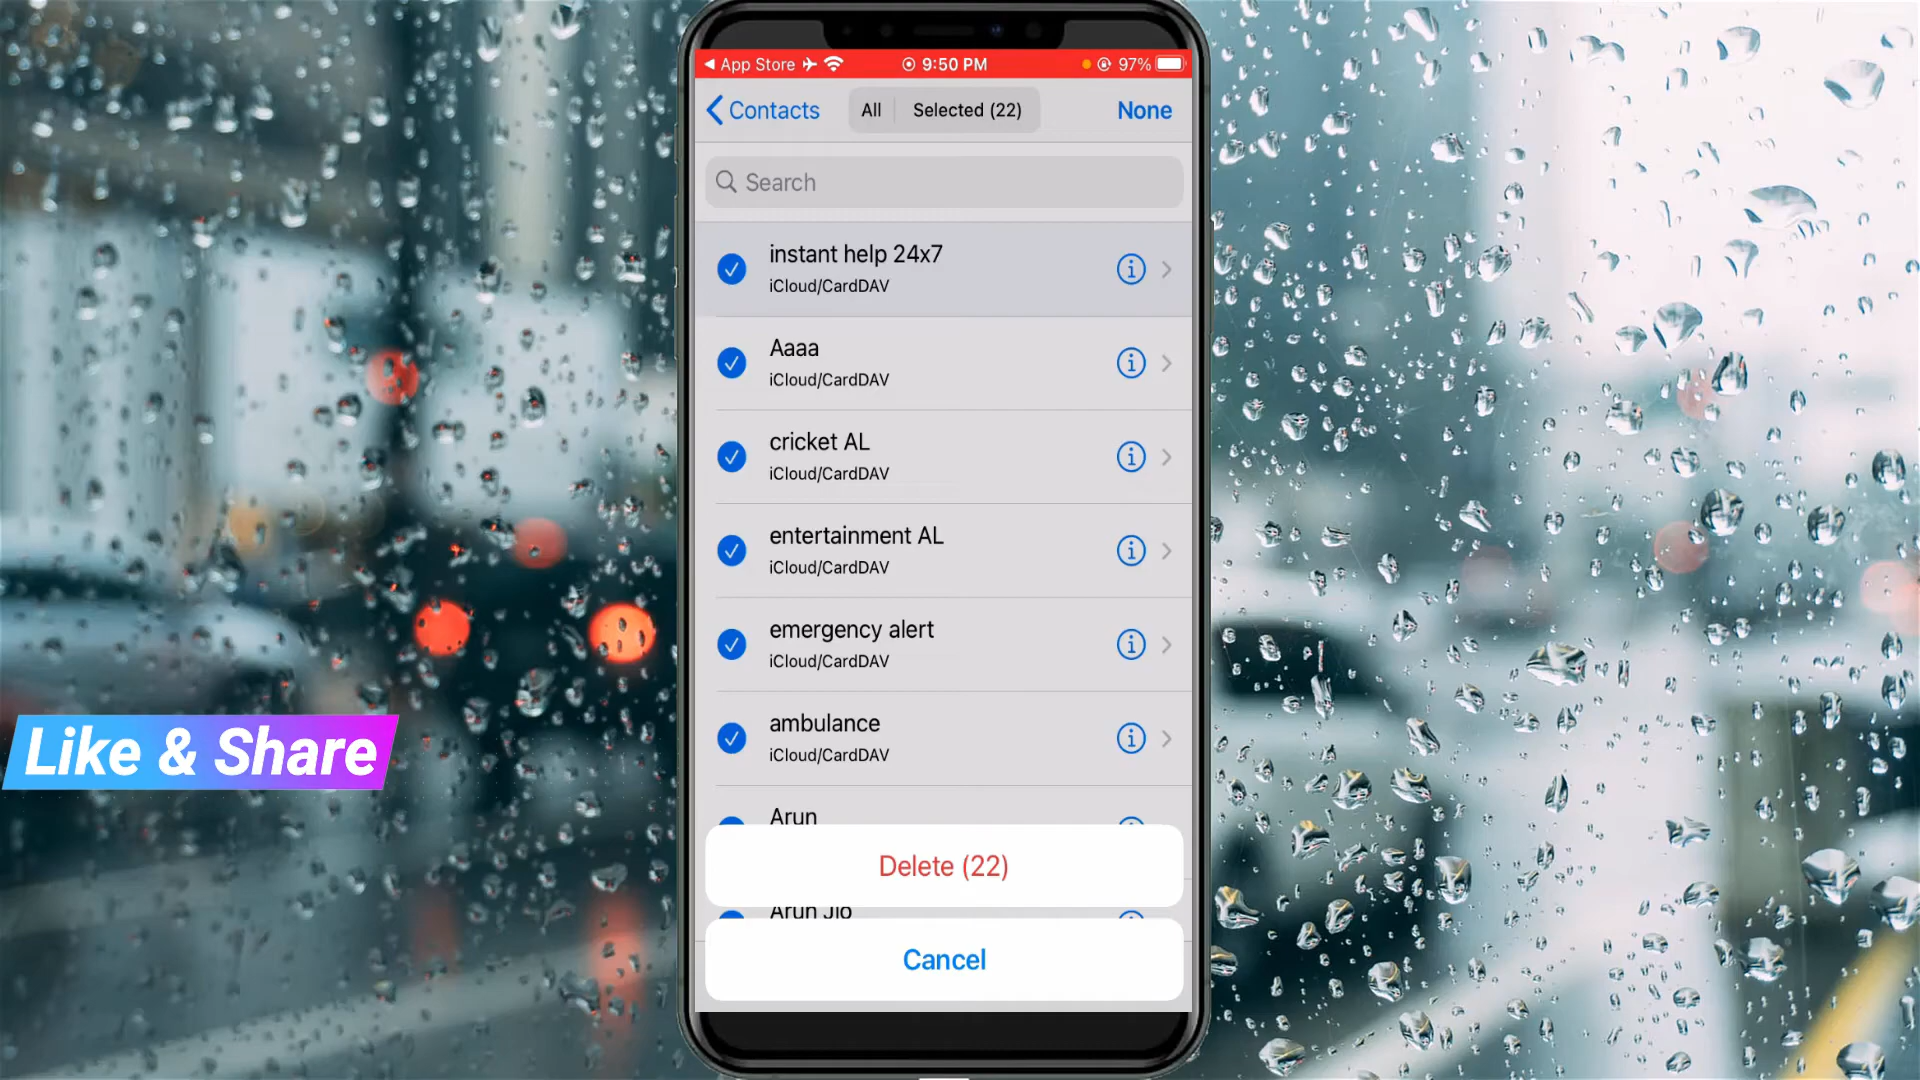 App Store
9:50 PM
97%
Contacts
All
Selected (22)
None
Search
instant help 24x7
iCloud/CardDAV
Aaaa
iCloud/CardDAV
cricket AL
iCloud/CardDAV
entertainment AL
iCloud/CardDAV
emergency alert
iCloud/CardDAV
ambulance
iCloud/CardDAV
Arun
Delete (22)
Arun Jio
Cancel
Like & Share